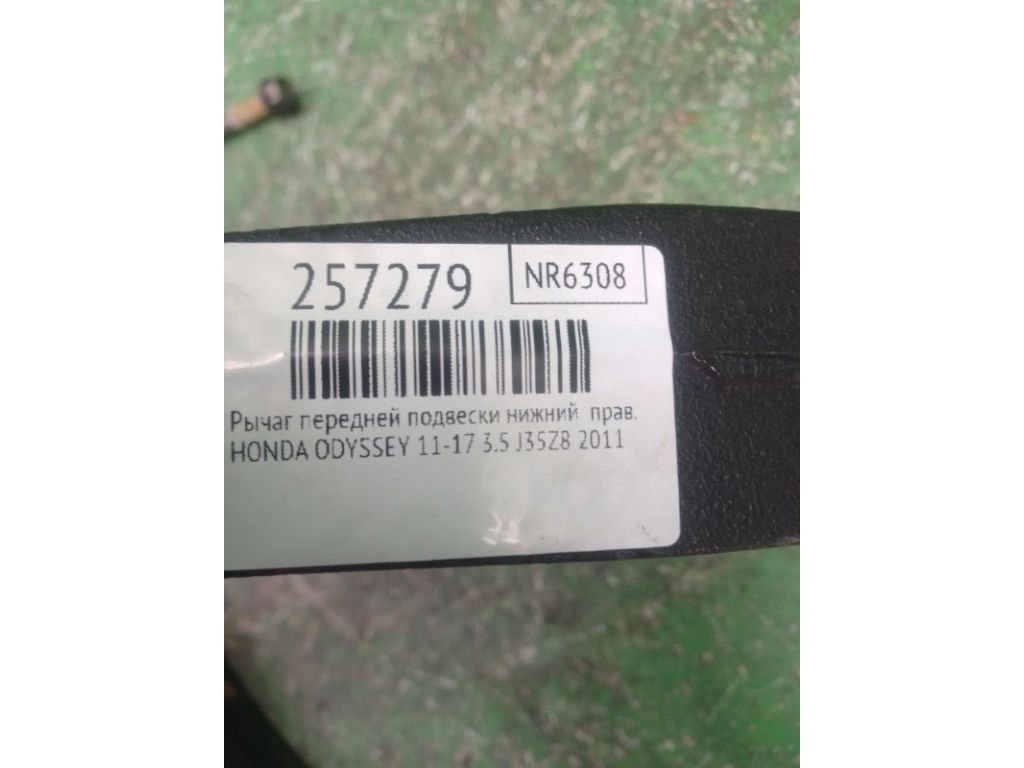 257279
NR6308
Рычаг передней подвески нижний прав.
HONDA ODYSSEY 11-17 3.5 J35Z8 2011